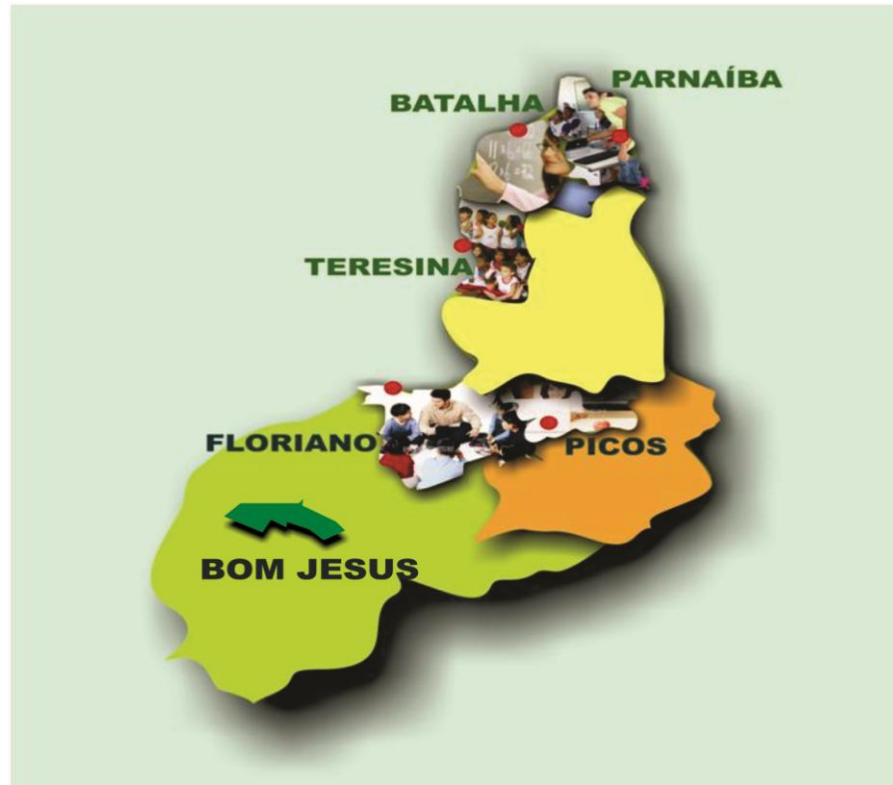 PARNAÍBA
BATALHA
TERESINA
FLORIANO
PICOS
BOM JESUS